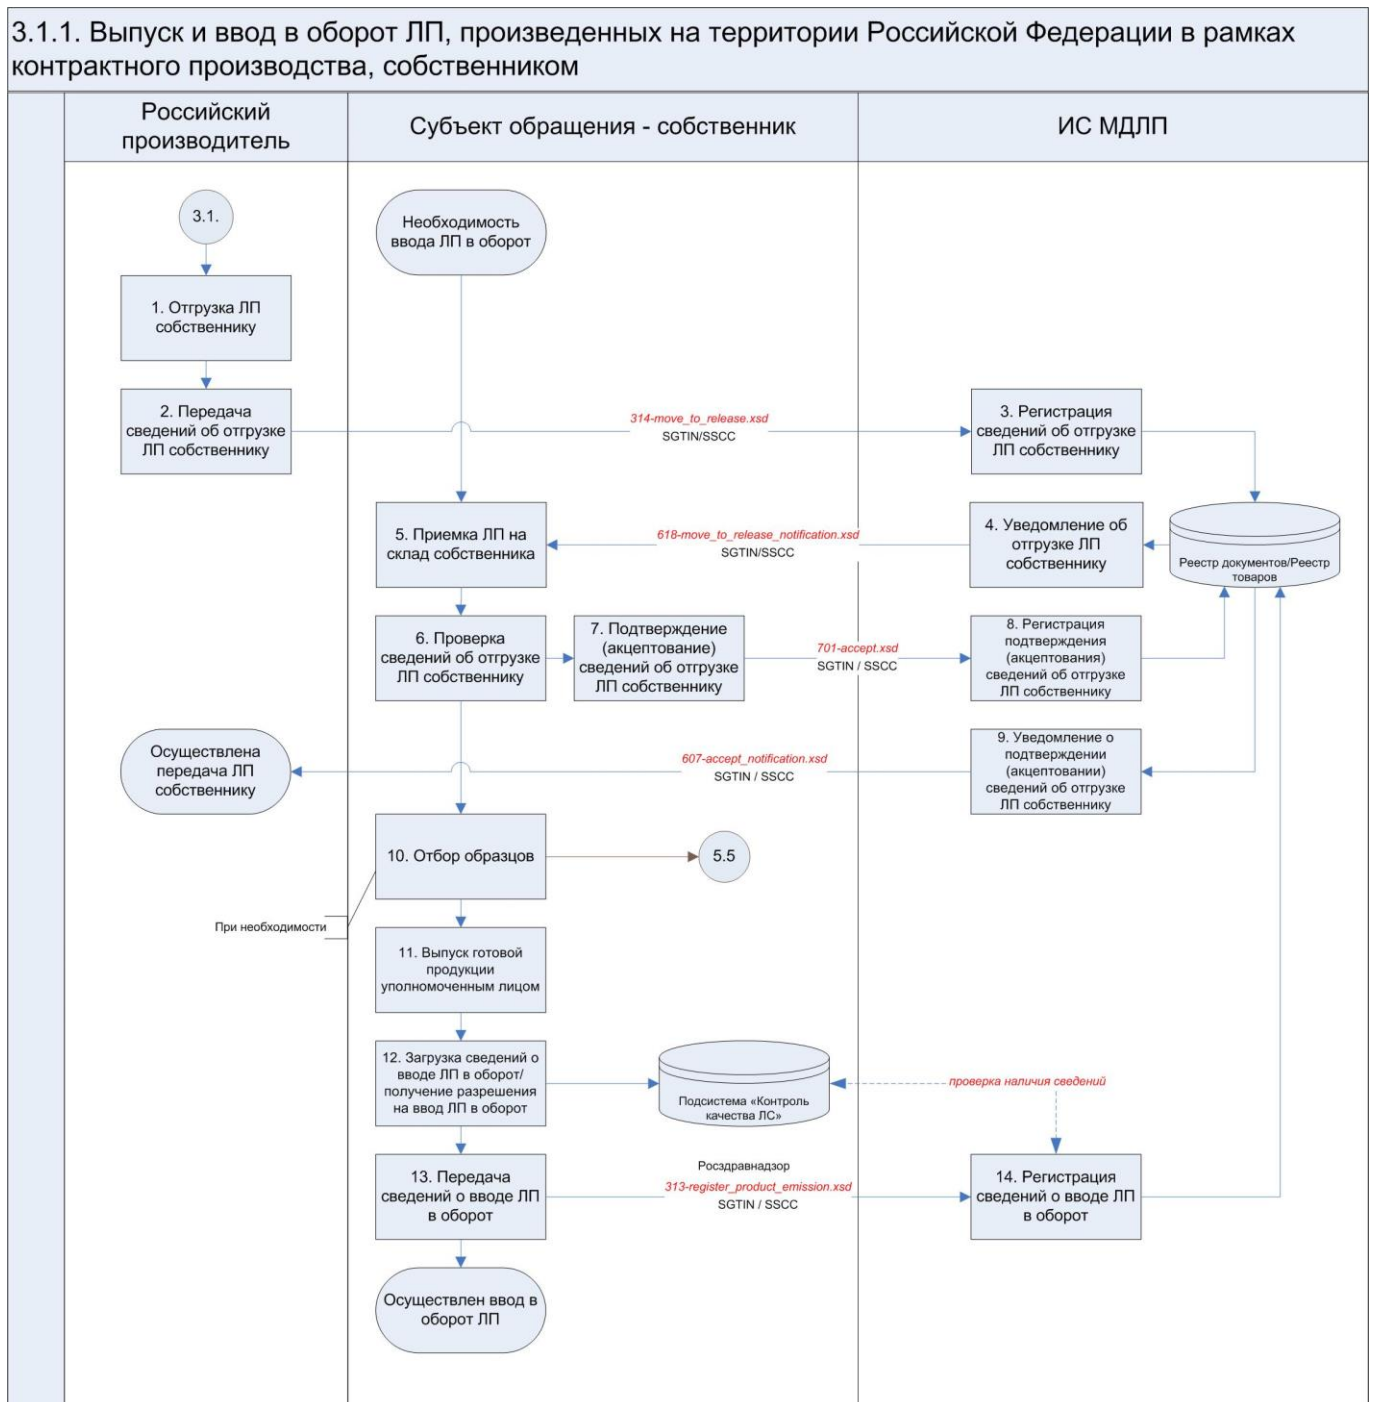 3.1.1. Выпуск и ввод в оборот ЛП, произведенных на территории Российской Федерации в рамках
контрактного производства, собственником
Российский
производитель
Субъект обращения - собственник
ИС МДЛП
3.1.
Необходимость
ввода ЛП в оборот
1. Отгрузка ЛП
собственнику
2. Передача
сведений об отгрузке
ЛП собственнику
314-move_to_release.xsd
SGTIN/SSCC
3. Регистрация
сведений об отгрузке
ЛП собственнику
5. Приемка ЛП на
склад собственника
618-move_to_release_notification.xsd
SGTIN/SSCC
4. Уведомление об
отгрузке ЛП
собственнику
Реестр документов/Реестр
товаров
6. Проверка
сведений об отгрузке
ЛП собственнику
7. Подтверждение
(акцептование)
сведений об отгрузке
ЛП собственнику
701-accept.xsd
SGTIN / SSCC
8. Регистрация
подтверждения
(акцептования)
сведений об отгрузке
ЛП собственнику
Осуществлена
передача ЛП
собственнику
607-accept_notification.xsd
SGTIN / SSCC
9. Уведомление о
подтверждении
(акцептовании)
сведений об отгрузке
ЛП собственнику
10. Отбор образцов
5.5
При необходимости
11. Выпуск готовой
продукции
уполномоченным лицом
12. Загрузка сведений о
вводе ЛП в оборот/
получение разрешения
на ввод ЛП в оборот
Подсистема «Контроль
качества ЛС»
проверка наличия сведений
13. Передача
сведений о вводе ЛП
в оборот
Росздравнадзор
313-register_product_emission.xsd
SGTIN / SSCC
14. Регистрация
сведений о вводе ЛП
в оборот
Осуществлен ввод в
оборот ЛП